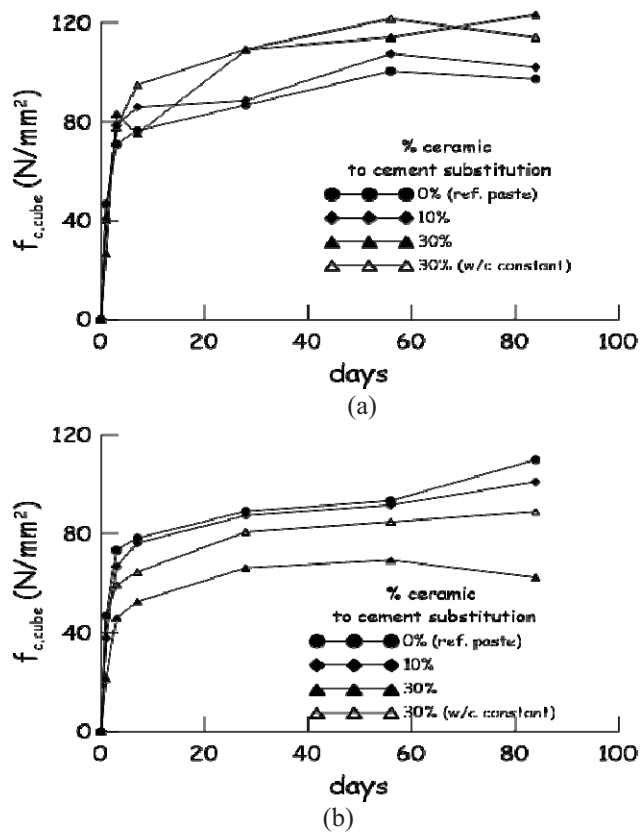 120
80
40
0
f c,cube (N/mm²)
% ceramic
to cement substitution
0% (ref. paste)
10%
30%
30% (w/c constant)
0 20 40 60 80 100
days
(a)
120
80
40
0
f c,cube (N/mm²)
% ceramic
to cement substitution
0% (ref. paste)
10%
30%
30% (w/c constant)
0 20 40 60 80 100
days
(b)